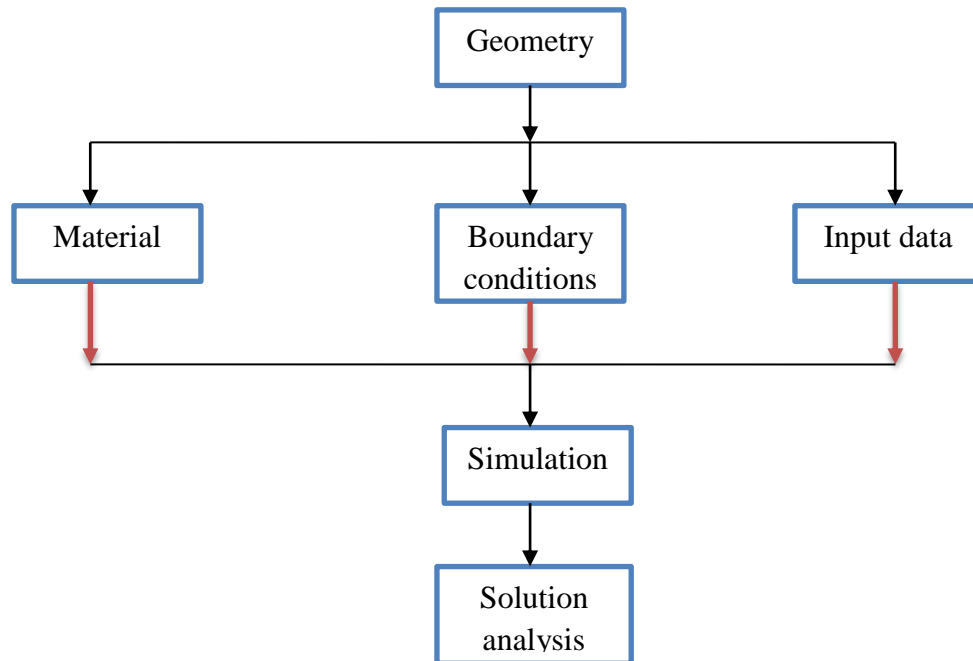 Geometry
Material
Boundary
conditions
Input data
Simulation
Solution
analysis